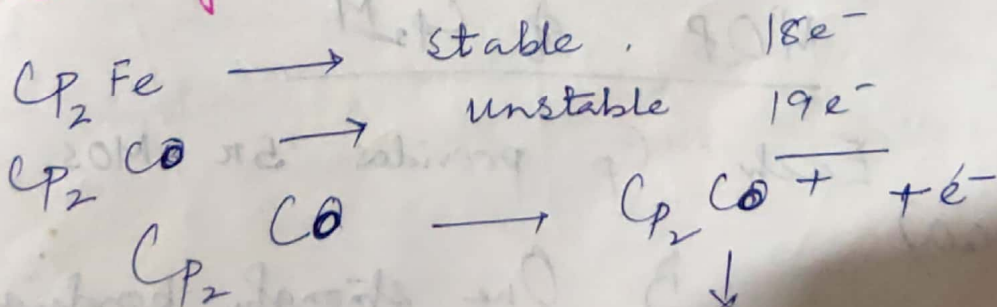 Cp₂ Fe → stable. 18e⁻
Cp₂ Co → unstable 19e⁻
Cp₂ Co → Cp₂ Co⁺ + e⁻
↓